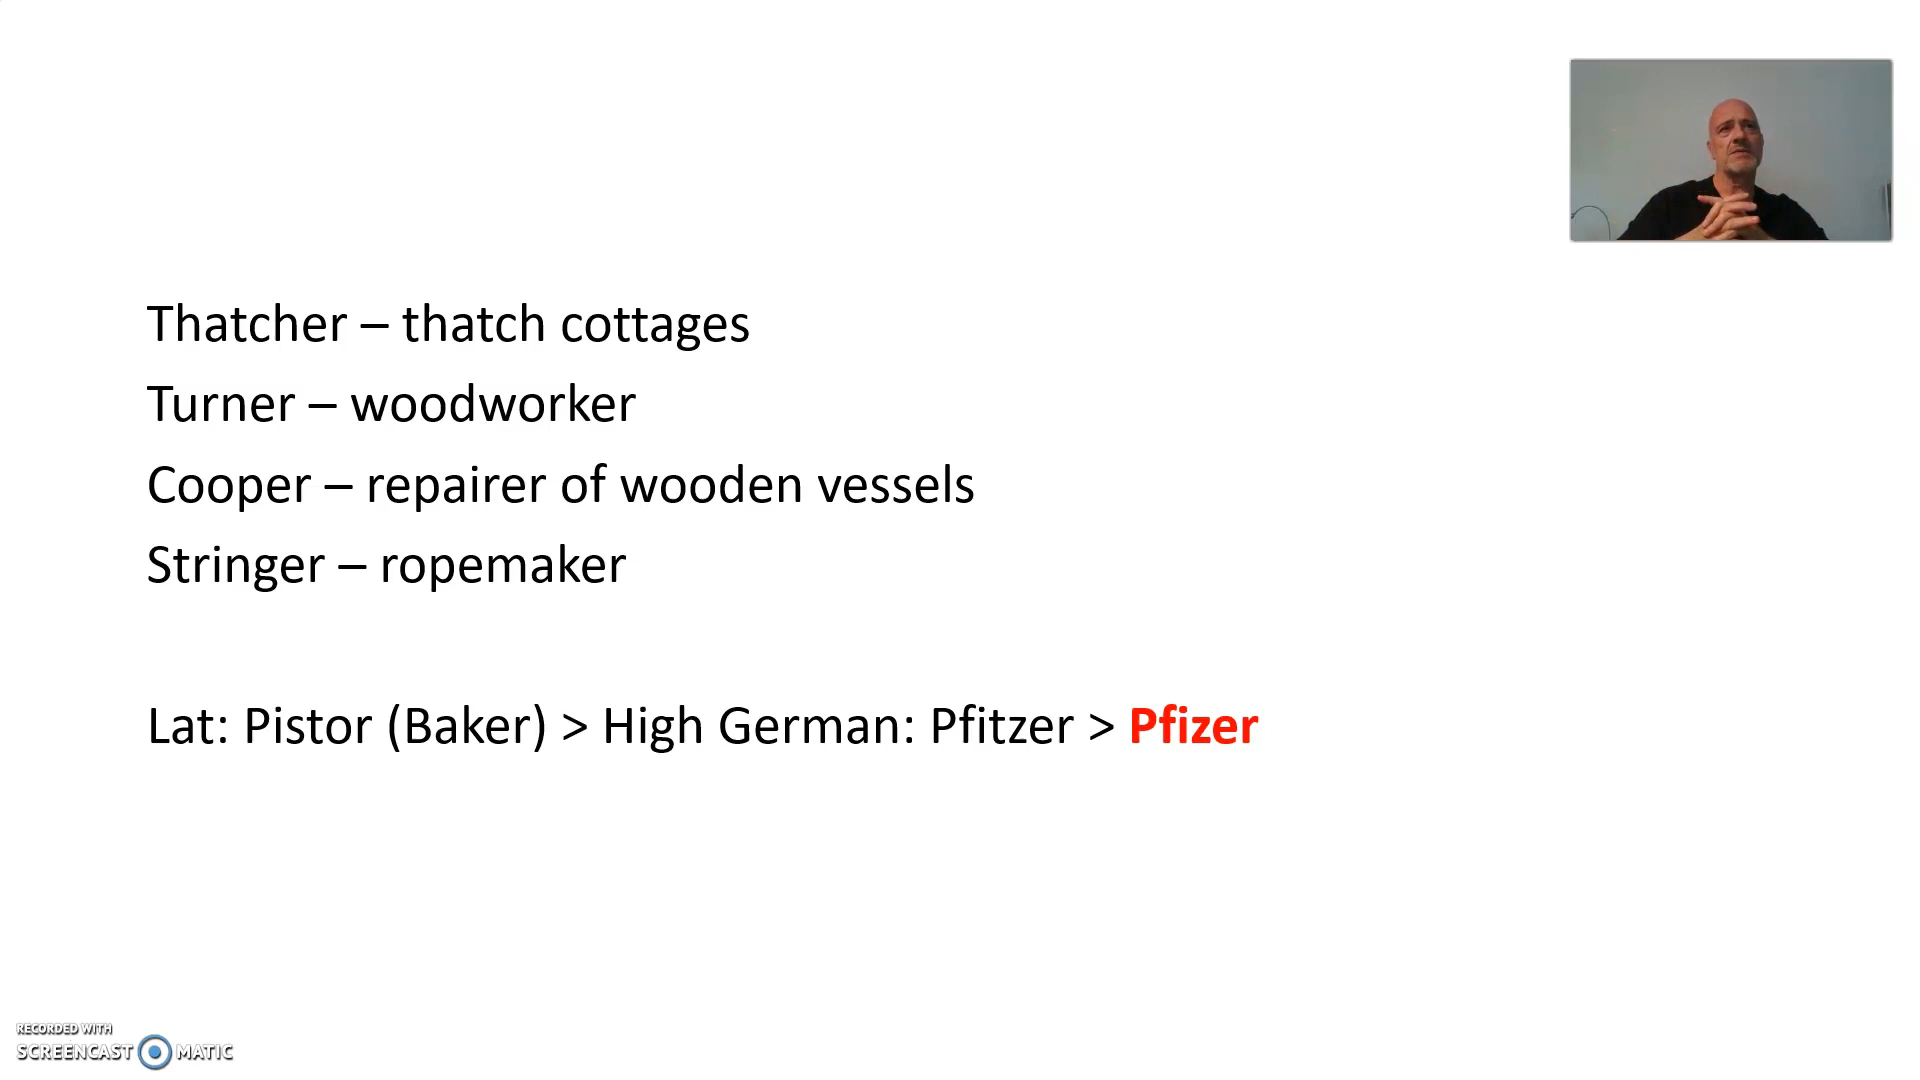 Thatcher – thatch cottages
Turner – woodworker
Cooper – repairer of wooden vessels
Stringer – ropemaker
Lat: Pistor (Baker) > High German: Pfitzer > Pfizer
RECORDED WITH
SCREENCAST MATIC